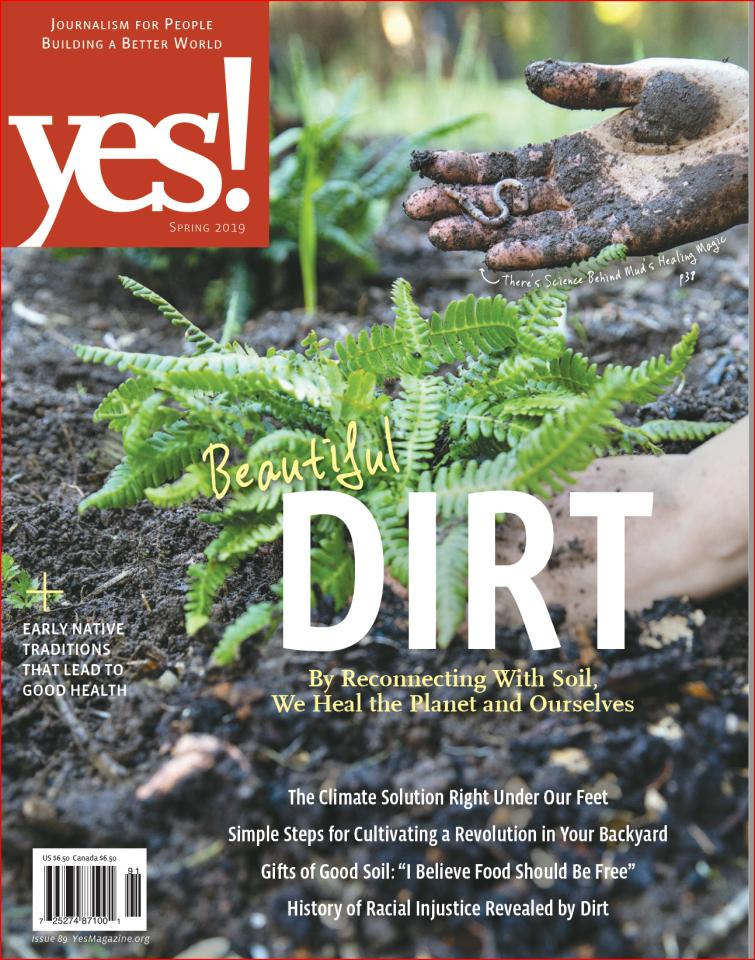 Journalism for People
Building a Better World
yes!
Spring 2019
There's Science Behind Mud's Healing Magic
p38
Beautiful
DIRT
By Reconnecting With Soil,
We Heal the Planet and Ourselves
+
EARLY NATIVE
TRADITIONS
THAT LEAD TO
GOOD HEALTH
The Climate Solution Right Under Our Feet
Simple Steps for Cultivating a Revolution in Your Backyard
Gifts of Good Soil: “I Believe Food Should Be Free”
History of Racial Injustice Revealed by Dirt
US $6.50 Canada $6.50
91
7 25274 87100 1
Issue 89 YesMagazine.org